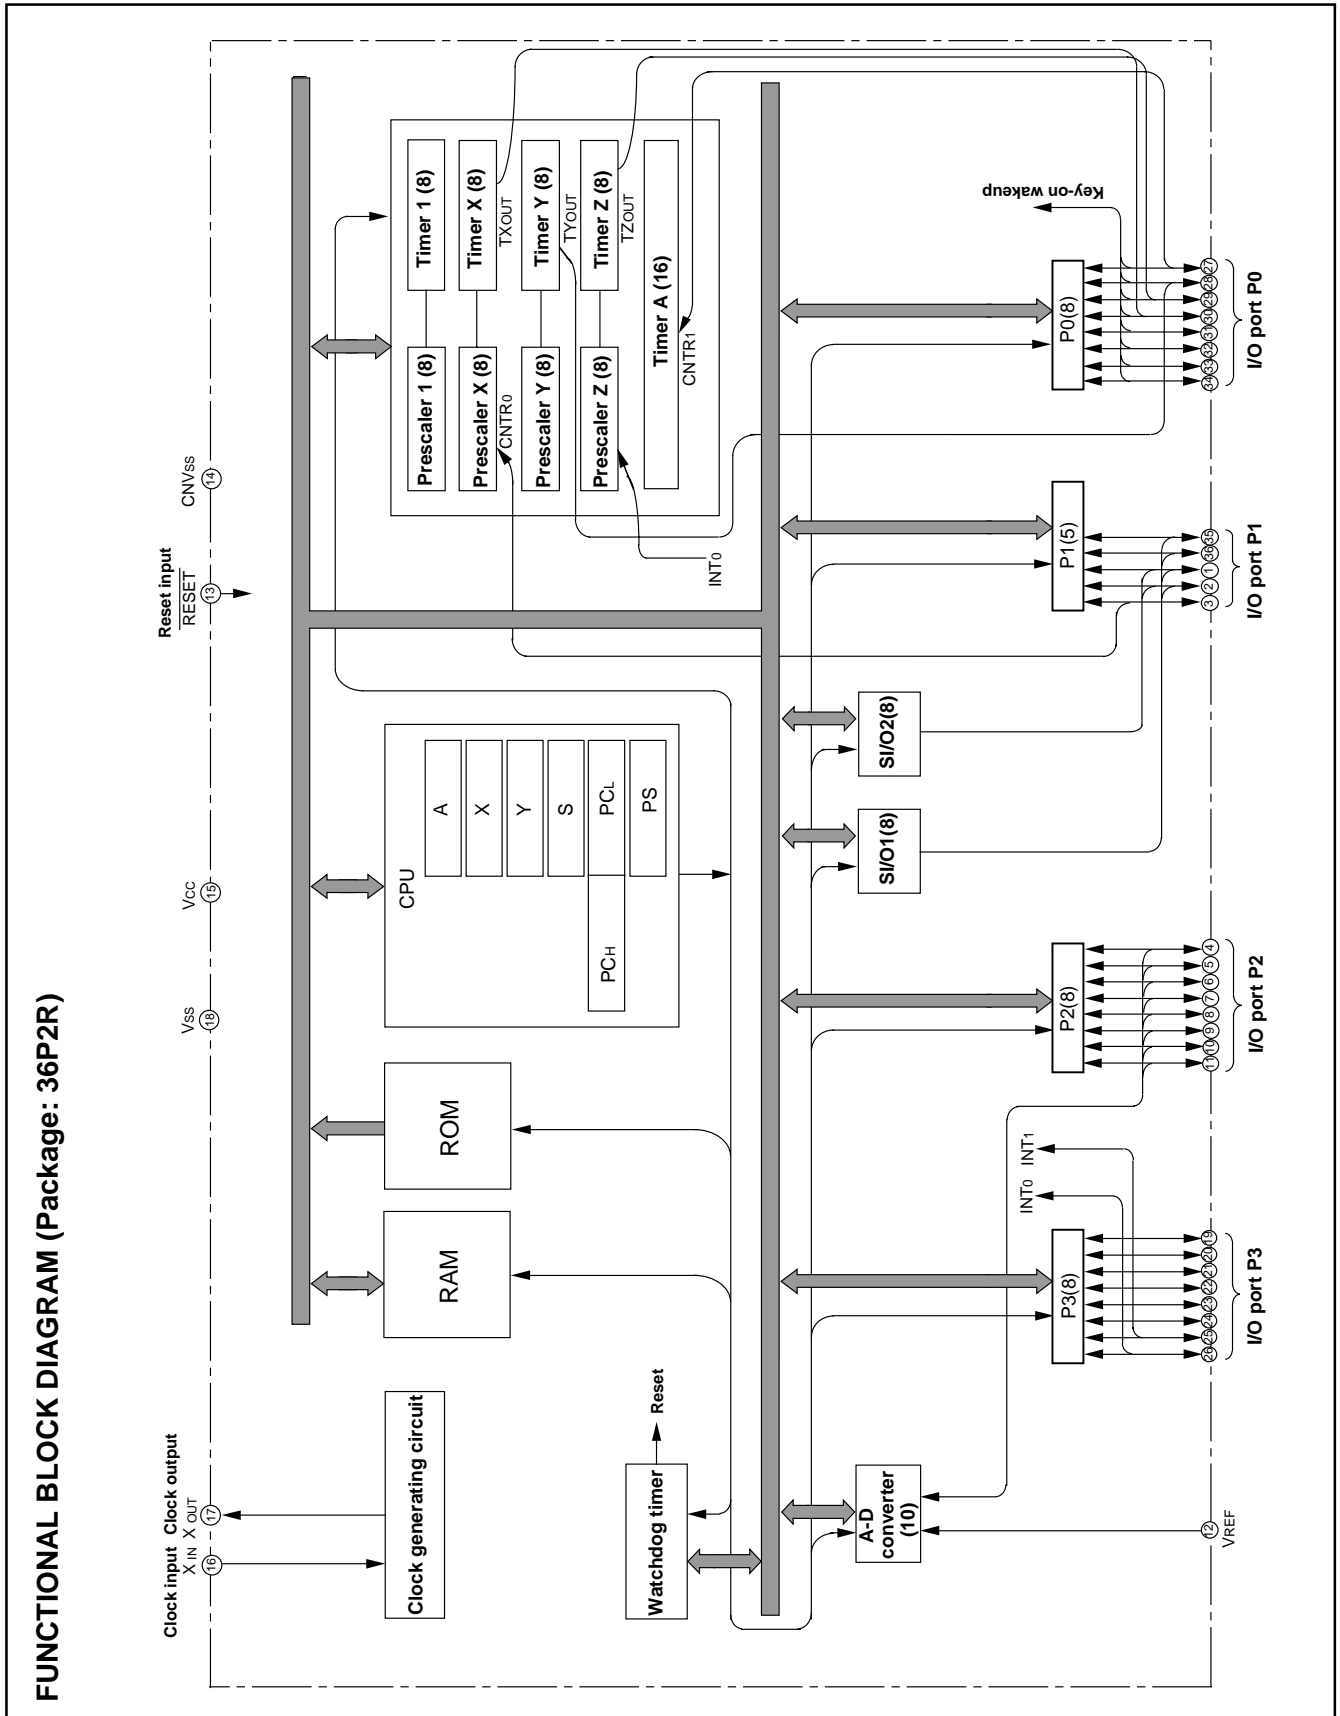 FUNCTIONAL BLOCK DIAGRAM (Package: 36P2R)
Clock input Clock output
X IN X OUT
16 17
Clock generating circuit
VSS
18
VCC
15
Reset input
RESET
13
CNVSS
14
RAM
ROM
CPU
A
X
Y
S
PCH PCL
PS
Prescaler 1 (8) Timer 1 (8)
Prescaler X (8) Timer X (8)
CNTR0 TXOUT
Prescaler Y (8) Timer Y (8)
TYOUT
Prescaler Z (8) Timer Z (8)
TZOUT
Timer A (16)
CNTR1
INT0
Watchdog timer
Reset
A-D
converter
(10)
SI/O1(8)
SI/O2(8)
INT0 INT1
Key-on wakeup
P3(8)
P2(8)
P1(5)
P0(8)
12
VREF
26 25 24 23 22 21 20 19
I/O port P3
11 10 9 8 7 6 5 4
I/O port P2
3 2 1 36 35
I/O port P1
34 33 32 31 30 29 28 27
I/O port P0